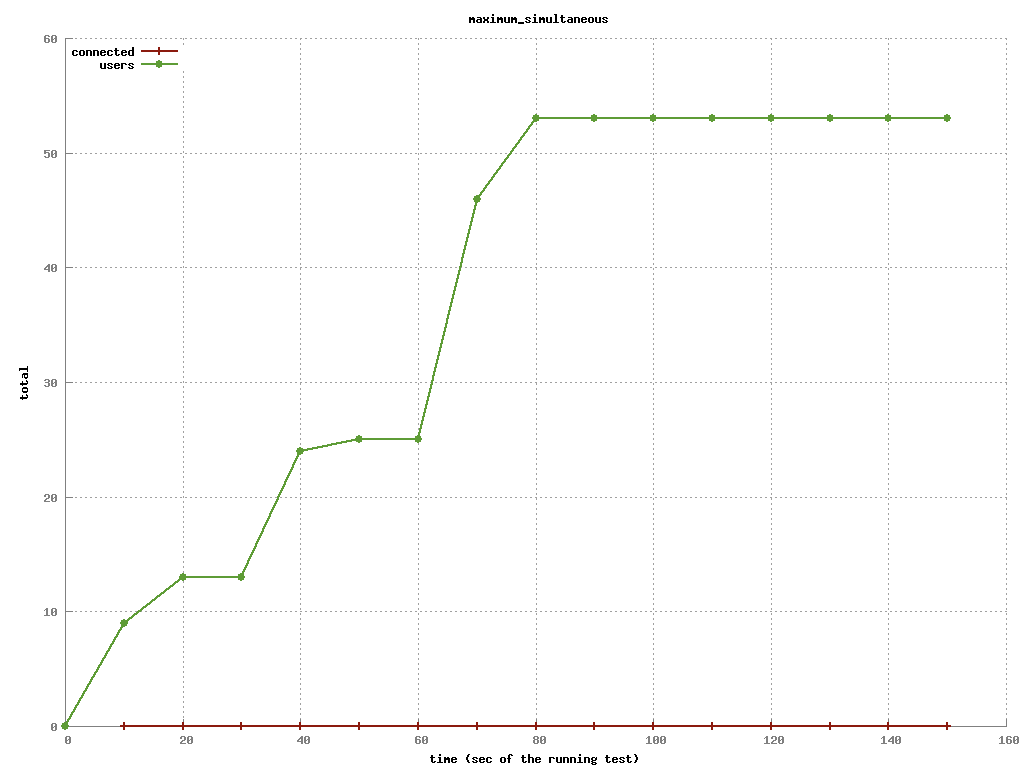 maximum_simultaneous
60
connected
users
50
40
total
30
20
10
0
0 20 40 60 80 100 120 140 160
time (sec of the running test)